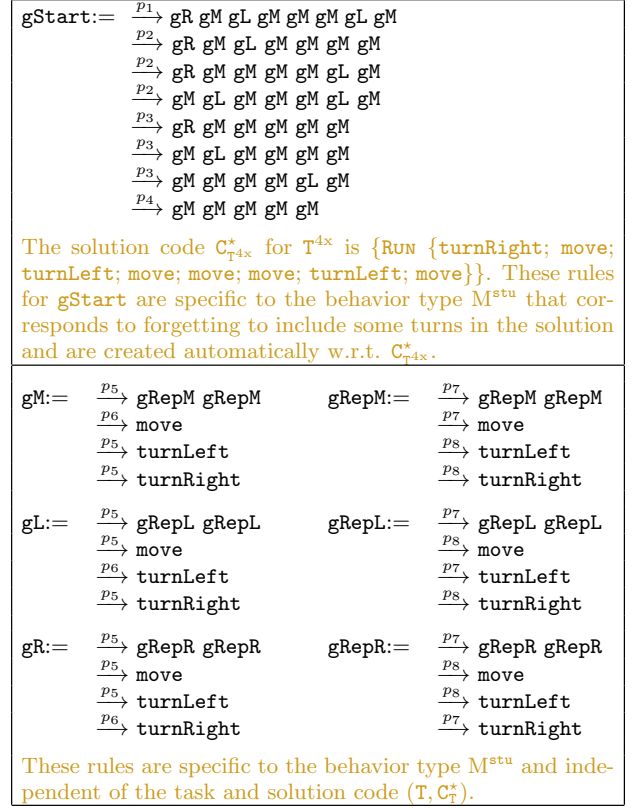 gStart:= p1→ gR gM gL gM gM gM gL gM
p2→ gR gM gL gM gM gM gM
p2→ gR gM gM gM gM gL gM
p2→ gM gL gM gM gM gL gM
p3→ gR gM gM gM gM gM
p3→ gM gL gM gM gM gM
p3→ gM gM gM gM gL gM
p4→ gM gM gM gM gM
The solution code C⋆T4x for T4x is {RUN {turnRight; move;
turnLeft; move; move; move; turnLeft; move}}. These rules
for gStart are specific to the behavior type Mstu that cor-
responds to forgetting to include some turns in the solution
and are created automatically w.r.t. C⋆T4x.
gM:= p5→ gRepM gRepM gRepM:= p7→ gRepM gRepM
p6→ move p7→ move
p5→ turnLeft p8→ turnLeft
p5→ turnRight p8→ turnRight
gL:= p5→ gRepL gRepL gRepL:= p7→ gRepL gRepL
p5→ move p8→ move
p6→ turnLeft p7→ turnLeft
p5→ turnRight p8→ turnRight
gR:= p5→ gRepR gRepR gRepR:= p7→ gRepR gRepR
p5→ move p8→ move
p5→ turnLeft p8→ turnLeft
p6→ turnRight p7→ turnRight
These rules are specific to the behavior type Mstu and inde-
pendent of the task and solution code (T, C⋆T).